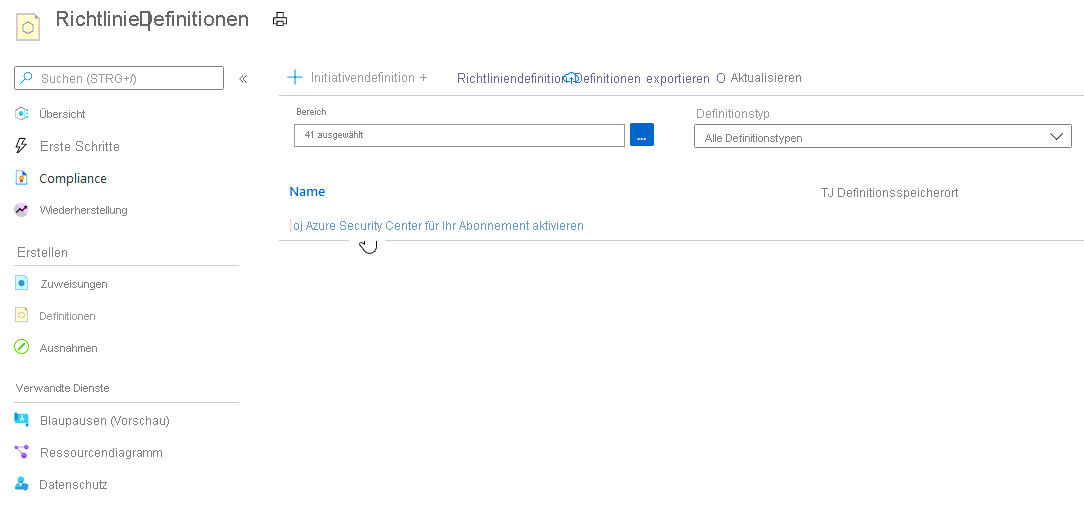 Richtlinie Definitionen
Suchen (STRG+/)
«
Übersicht
Erste Schritte
Compliance
Wiederherstellung
Erstellen
Zuweisungen
Definitionen
Ausnahmen
Verwandte Dienste
Blaupausen (Vorschau)
Ressourcendiagramm
Datenschutz
+ Initiativendefinition + Richtliniendefinition Definitionen exportieren O Aktualisieren
Bereich
41 ausgewählt
...
Definitionstyp
Alle Definitionstypen
Name
TJ Definitionsspeicherort
oj Azure Security Center für Ihr Abonnement aktivieren